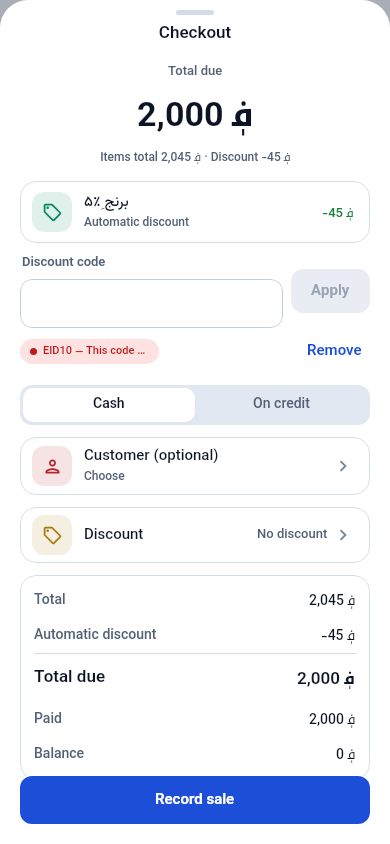 Checkout
Total due
2,000 ؋
Items total 2,045 ؋ · Discount -45 ؋
برنج ٪۵
Automatic discount
-45 ؋
Discount code
Apply
EID10 — This code …
Remove
Cash
On credit
Customer (optional)
Choose
Discount
No discount
Total
2,045 ؋
Automatic discount
-45 ؋
Total due
2,000 ؋
Paid
2,000 ؋
Balance
0 ؋
Record sale